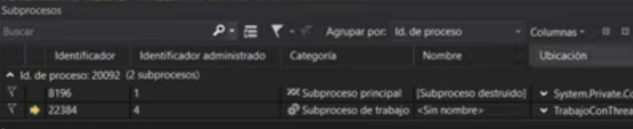 Subprocesos
Buscar Agrupar por: Id. de proceso Columnas
Identificador Identificador administrado Categoría Nombre Ubicación
Id. de proceso: 20092 (2 subprocesos)
8196 1 Subproceso principal [Subproceso destruido] System.Private.Co
22384 4 Subproceso de trabajo <Sin nombre> TrabajoConThrea